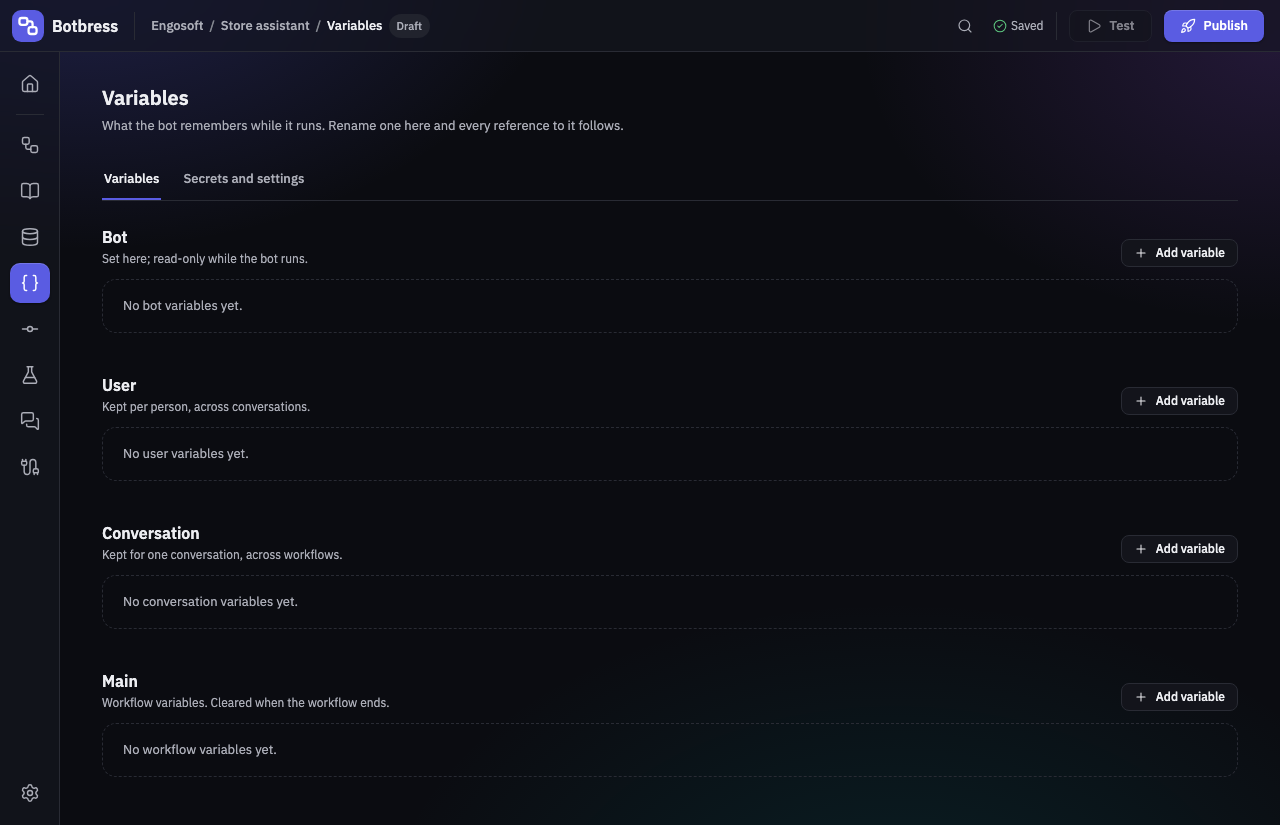 Botbress
Engosoft / Store assistant / Variables Draft
Saved
Test
Publish
Variables
What the bot remembers while it runs. Rename one here and every reference to it follows.
Variables
Secrets and settings
Bot
Set here; read-only while the bot runs.
Add variable
No bot variables yet.
User
Kept per person, across conversations.
Add variable
No user variables yet.
Conversation
Kept for one conversation, across workflows.
Add variable
No conversation variables yet.
Main
Workflow variables. Cleared when the workflow ends.
Add variable
No workflow variables yet.